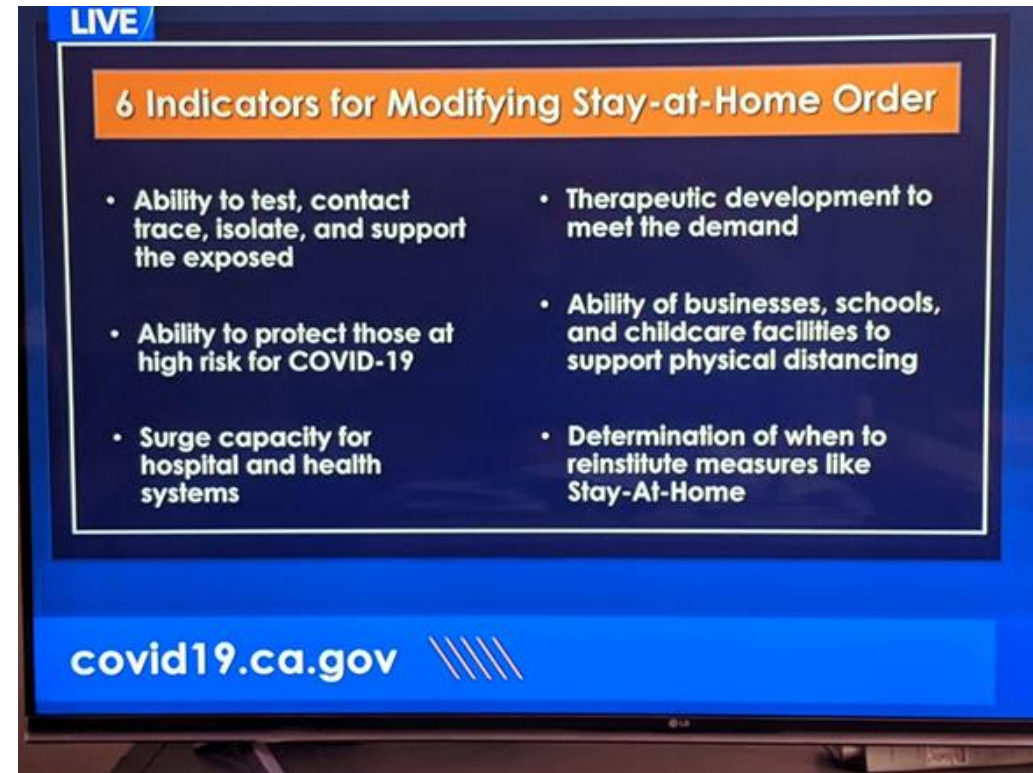 LIVE
6 Indicators for Modifying Stay-at-Home Order
• Ability to test, contact
trace, isolate, and support
the exposed
• Ability to protect those at
high risk for COVID-19
• Surge capacity for
hospital and health
systems
• Therapeutic development to
meet the demand
• Ability of businesses, schools,
and childcare facilities to
support physical distancing
• Determination of when to
reinstitute measures like
Stay-At-Home
covid19.ca.gov
LG